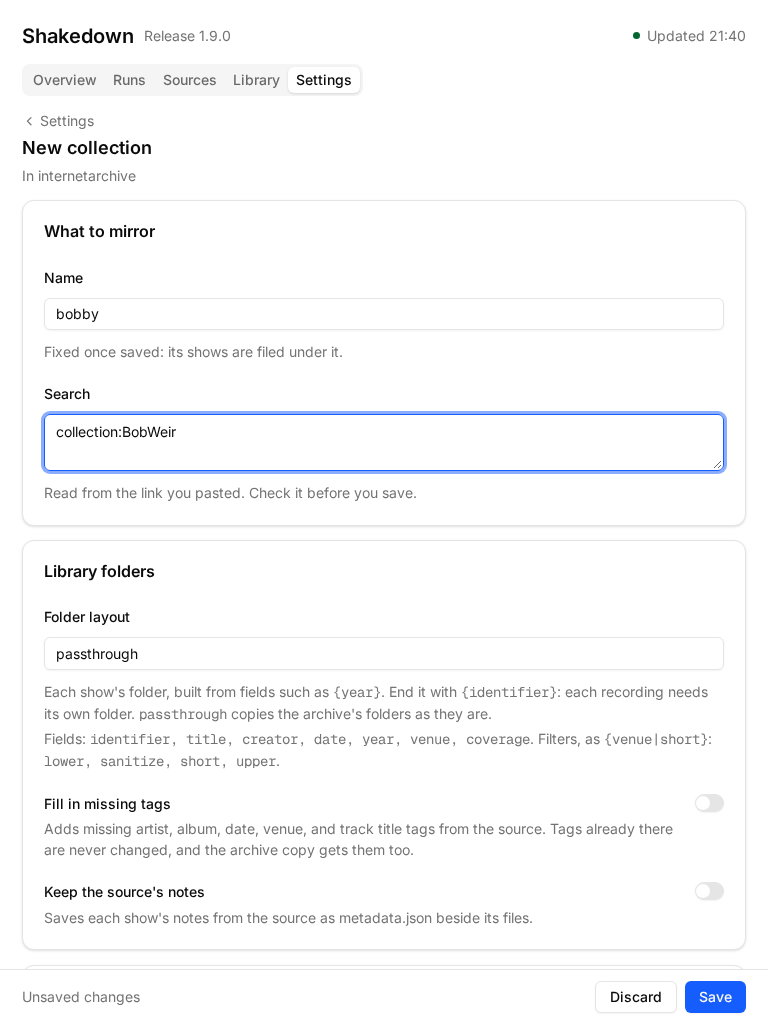 Shakedown Release 1.9.0 Updated 21:40
Overview Runs Sources Library Settings
Settings
New collection
In internetarchive
What to mirror
Name
bobby
Fixed once saved: its shows are filed under it.
Search
collection:BobWeir
Read from the link you pasted. Check it before you save.
Library folders
Folder layout
passthrough
Each show's folder, built from fields such as {year}. End it with {identifier}: each recording needs
its own folder. passthrough copies the archive's folders as they are.
Fields: identifier, title, creator, date, year, venue, coverage. Filters, as {venue|short}:
lower, sanitize, short, upper.
Fill in missing tags
Adds missing artist, album, date, venue, and track title tags from the source. Tags already there
are never changed, and the archive copy gets them too.
Keep the source's notes
Saves each show's notes from the source as metadata.json beside its files.
Unsaved changes Discard Save